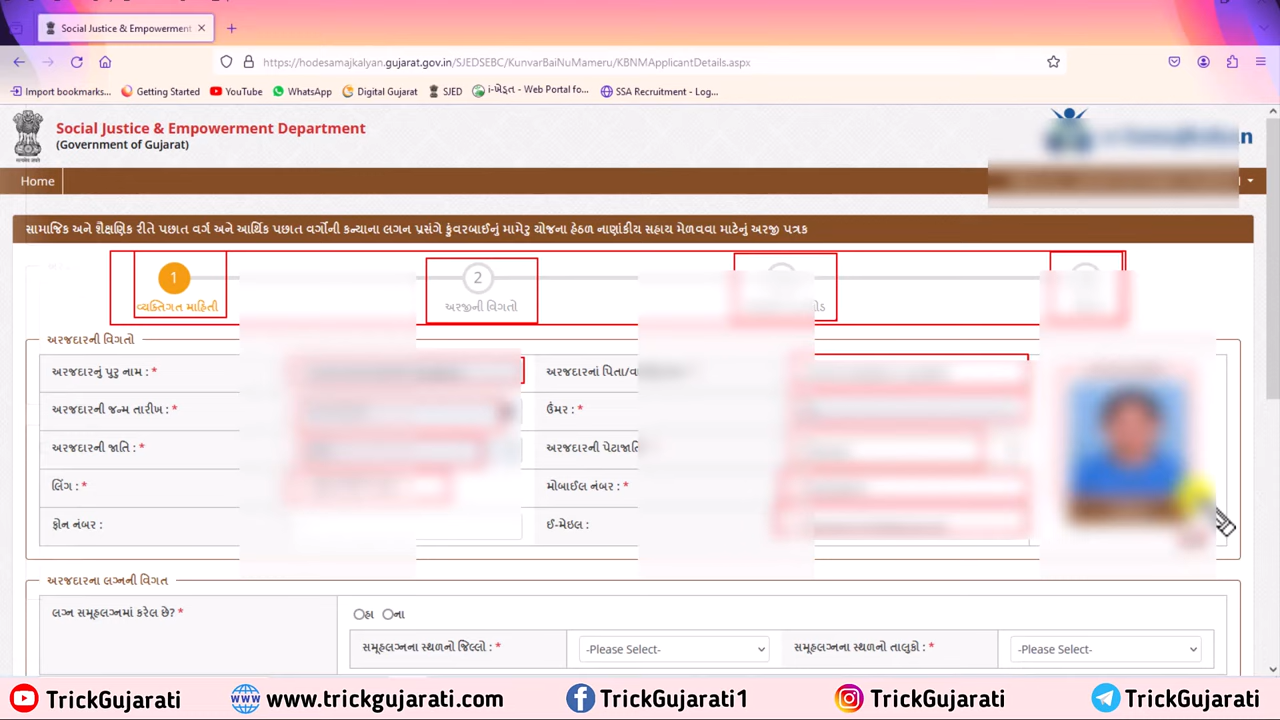 Social Justice & Empowerment
https://hodesamajkalyan.gujarat.gov.in/SJEDSEBC/KunvarBaiNuMameru/KBNMApplicantDetails.aspx
Import bookmarks... Getting Started YouTube WhatsApp Digital Gujarat SJED i-ખેડૂત - Web Portal fo... SSA Recruitment - Log...
Social Justice & Empowerment Department
(Government of Gujarat)
Home
સામાજિક અને શૈક્ષણિક રીતે પછાત વર્ગ અને આર્થિક પછાત વર્ગોની કન્યાના લગન પ્રસંગે કુંવરબાઈનું મામેરુ યોજના હેઠળ નાણાંકીય સહાય મેળવવા માટેનું અરજી પત્રક
1 2
વ્યક્તિગત માહિતી અરજીની વિગતો
અરજદારની વિગતો
અરજદારનું પુરુ નામ : * અરજદારનાં પિતા/વા
અરજદારની જન્મ તારીખ : * ઉંમર : *
અરજદારની જાતિ : * અરજદારની પેટાજાતિ
લિંગ : * મોબાઈલ નંબર : *
ફોન નંબર : ઈ-મેઇલ :
અરજદારના લગ્નની વિગત
લગ્ન સમૂહલગ્નમાં કરેલ છે? * હા ના
સમૂહલગ્નના સ્થળનો જિલ્લો : * -Please Select- સમૂહલગ્નના સ્થળનો તાલુકો : * -Please Select-
TrickGujarati www.trickgujarati.com TrickGujarati1 TrickGujarati TrickGujarati